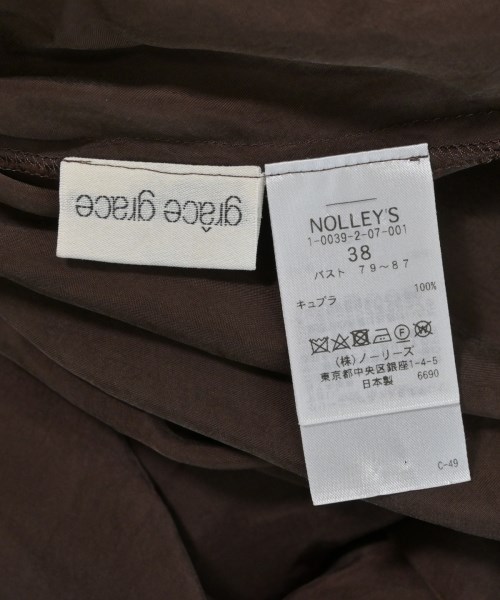 grâce grace
NOLLEY'S
1-0039-2-07-001
38
バスト 79～87
キュプラ 100%
(株)ノーリーズ
東京都中央区銀座1-4-5
日本製 6690
C-49